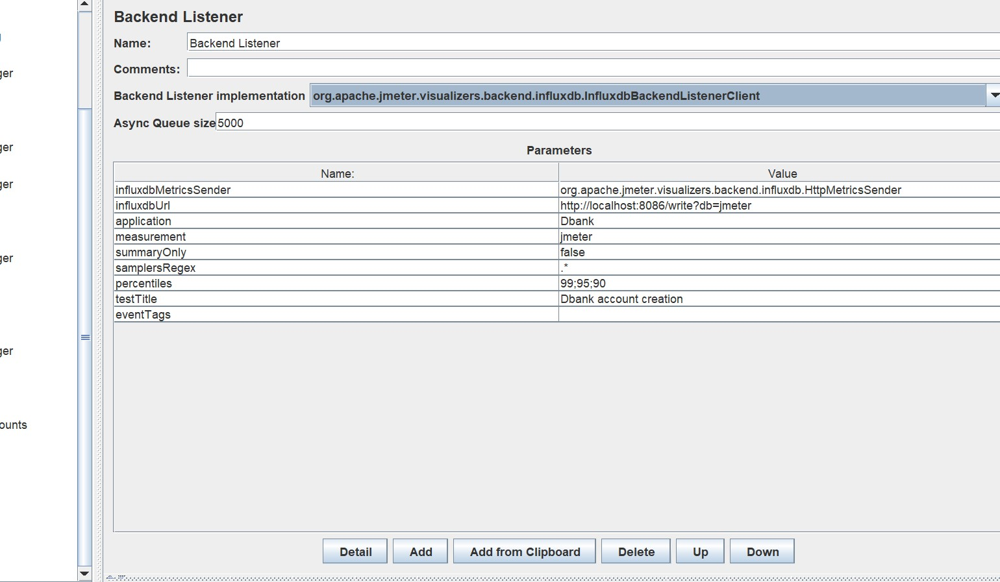 Backend Listener
Name: Backend Listener
Comments:
Backend Listener implementation org.apache.jmeter.visualizers.backend.influxdb.InfluxdbBackendListenerClient
Async Queue size 5000
Parameters
Name: Value
influxdbMetricsSender org.apache.jmeter.visualizers.backend.influxdb.HttpMetricsSender
influxdbUrl http://localhost:8086/write?db=jmeter
application Dbank
measurement jmeter
summaryOnly false
samplersRegex .*
percentiles 99;95;90
testTitle Dbank account creation
eventTags
Detail Add Add from Clipboard Delete Up Down
ger
ger
ger
ger
ger
ounts